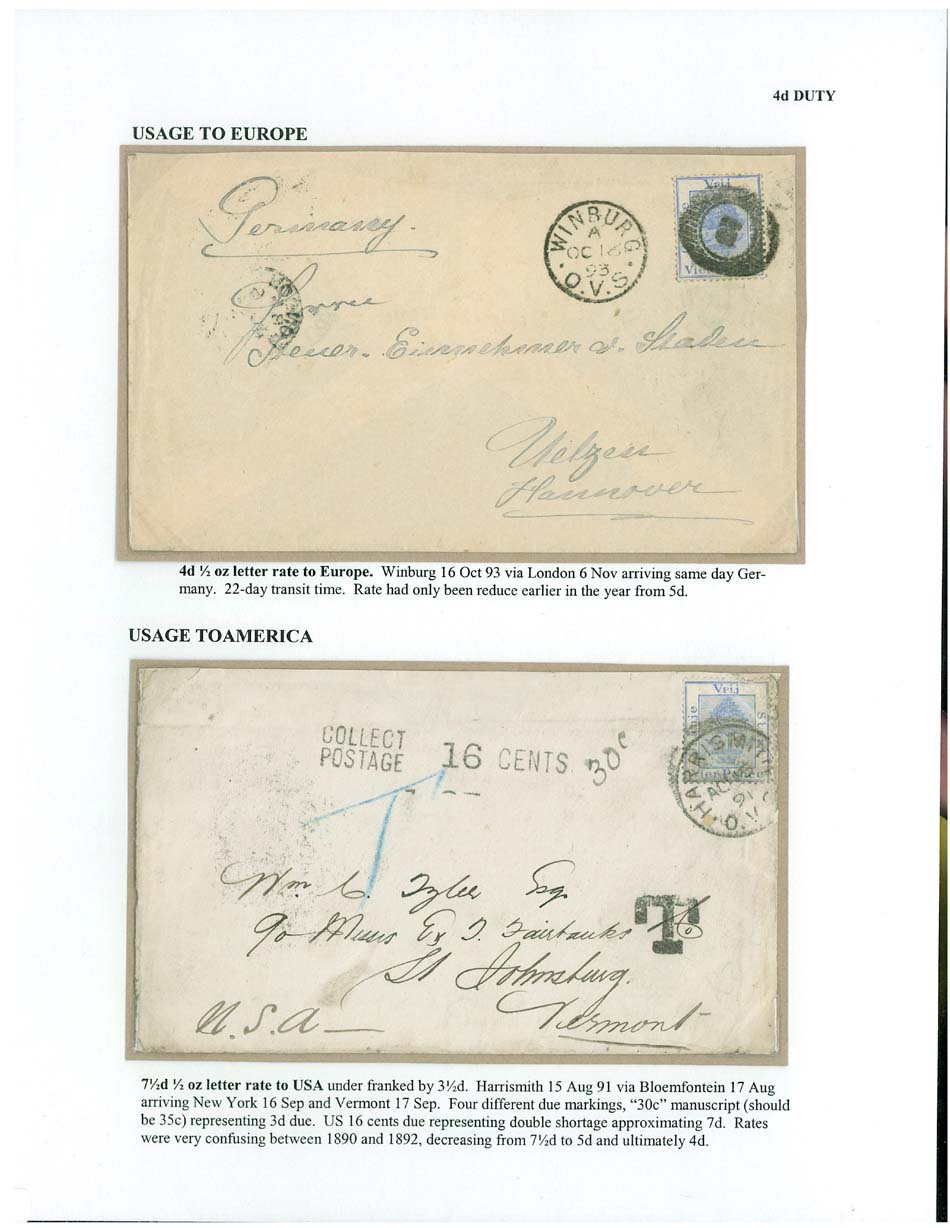 4d DUTY
USAGE TO EUROPE
Germany.
WINBURG
A
OC 16
93
O.V.S.
Vrij
Vie
Herrn
Steuer-Einnehmer d. Staden
Uelzen
Hannover
4d ½ oz letter rate to Europe. Winburg 16 Oct 93 via London 6 Nov arriving same day Ger-
many. 22-day transit time. Rate had only been reduce earlier in the year from 5d.
USAGE TOAMERICA
COLLECT
POSTAGE 16 CENTS
30c
T
Vrij
HARRISMITH
AU
91
O.V.
Wm C. Tyler Esq.
T
c/o Messrs E & T. Fairbanks & Co
St Johnsburg.
Vermont
U.S.A
7½d ½ oz letter rate to USA under franked by 3½d. Harrismith 15 Aug 91 via Bloemfontein 17 Aug
arriving New York 16 Sep and Vermont 17 Sep. Four different due markings, “30c” manuscript (should
be 35c) representing 3d due. US 16 cents due representing double shortage approximating 7d. Rates
were very confusing between 1890 and 1892, decreasing from 7½d to 5d and ultimately 4d.